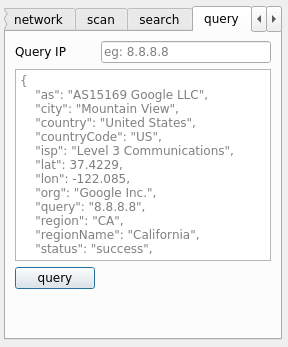 network scan search query
Query IP eg: 8.8.8.8
{
"as": "AS15169 Google LLC",
"city": "Mountain View",
"country": "United States",
"countryCode": "US",
"isp": "Level 3 Communications",
"lat": 37.4229,
"lon": -122.085,
"org": "Google Inc.",
"query": "8.8.8.8",
"region": "CA",
"regionName": "California",
"status": "success",
query